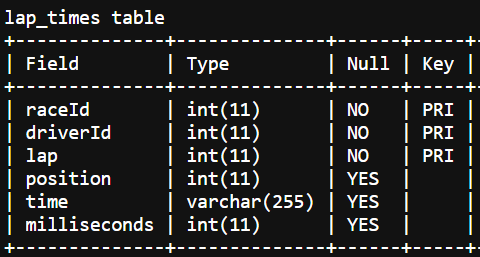 lap_times table
+--------------+--------------+------+-----+
| Field        | Type         | Null | Key |
+--------------+--------------+------+-----+
| raceId       | int(11)      | NO   | PRI |
| driverId     | int(11)      | NO   | PRI |
| lap          | int(11)      | NO   | PRI |
| position     | int(11)      | YES  |     |
| time         | varchar(255) | YES  |     |
| milliseconds | int(11)      | YES  |     |
+--------------+--------------+------+-----+